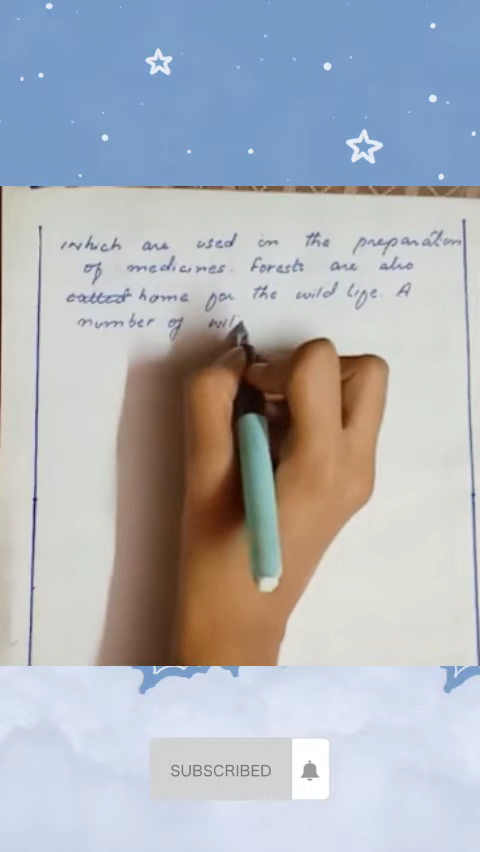 which are used in the preparation
of medicines. Forests are also
called home for the wild life. A
number of wil
SUBSCRIBED